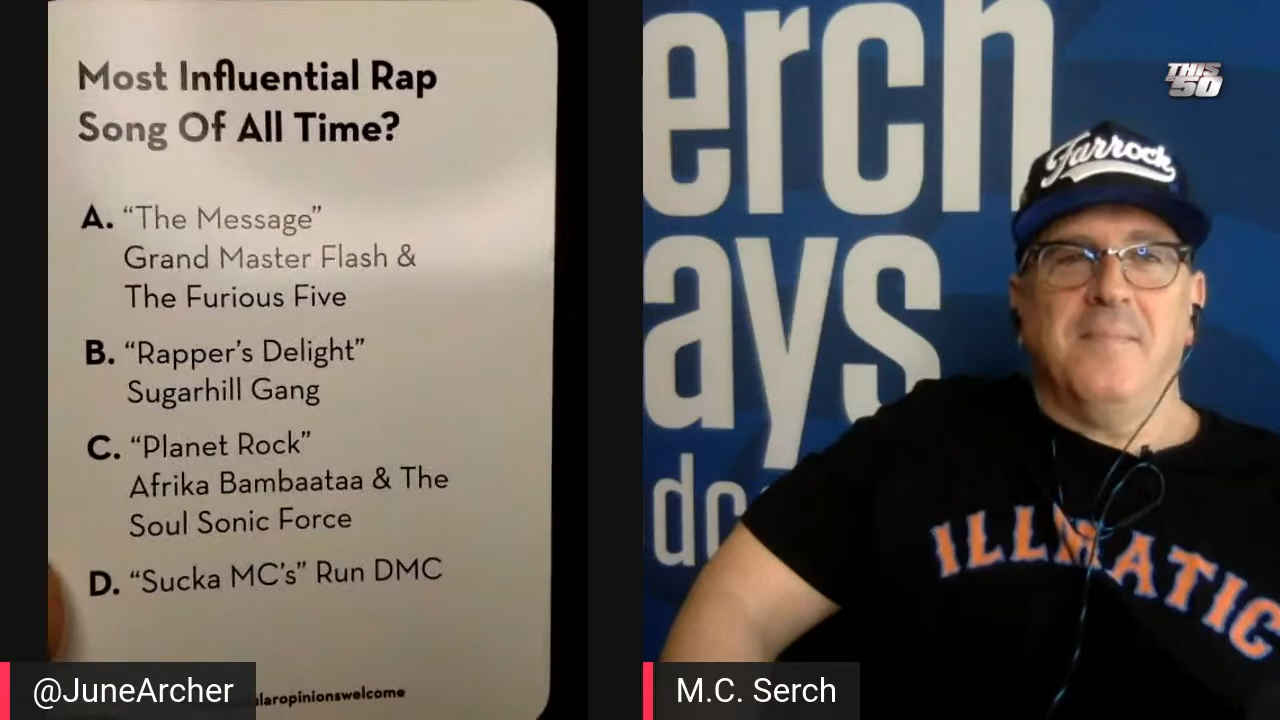 Most Influential Rap
Song Of All Time?
A. “The Message”
Grand Master Flash &
The Furious Five
B. “Rapper’s Delight”
Sugarhill Gang
C. “Planet Rock”
Afrika Bambaataa & The
Soul Sonic Force
D. “Sucka MC’s” Run DMC
laropinionswelcome
@JuneArcher
erch
ays
THIS
50
Farrock
ILLMATIC
M.C. Serch